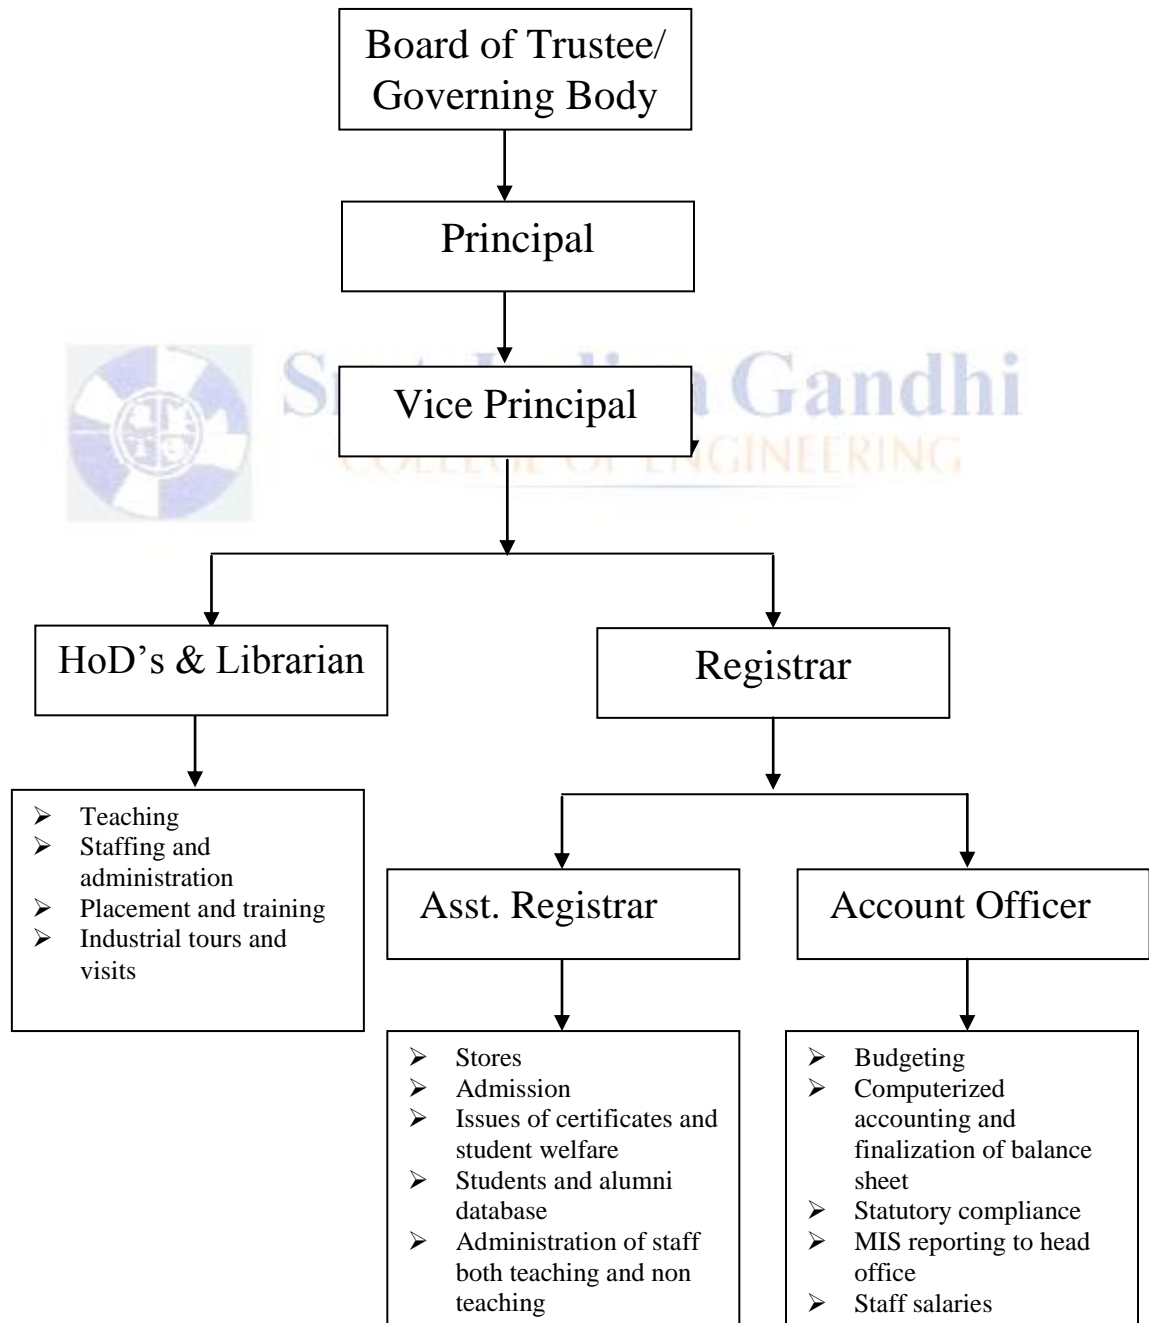 Board of Trustee/
Governing Body
Principal
Gandhi
Vice Principal
COLLEGE OF ENGINEERING
HoD's & Librarian
Registrar
➢ Teaching
➢ Staffing and
administration
➢ Placement and training
➢ Industrial tours and
visits
Asst. Registrar
Account Officer
➢ Stores
➢ Admission
➢ Issues of certificates and
student welfare
➢ Students and alumni
database
➢ Administration of staff
both teaching and non
teaching
➢ Budgeting
➢ Computerized
accounting and
finalization of balance
sheet
➢ Statutory compliance
➢ MIS reporting to head
office
➢ Staff salaries